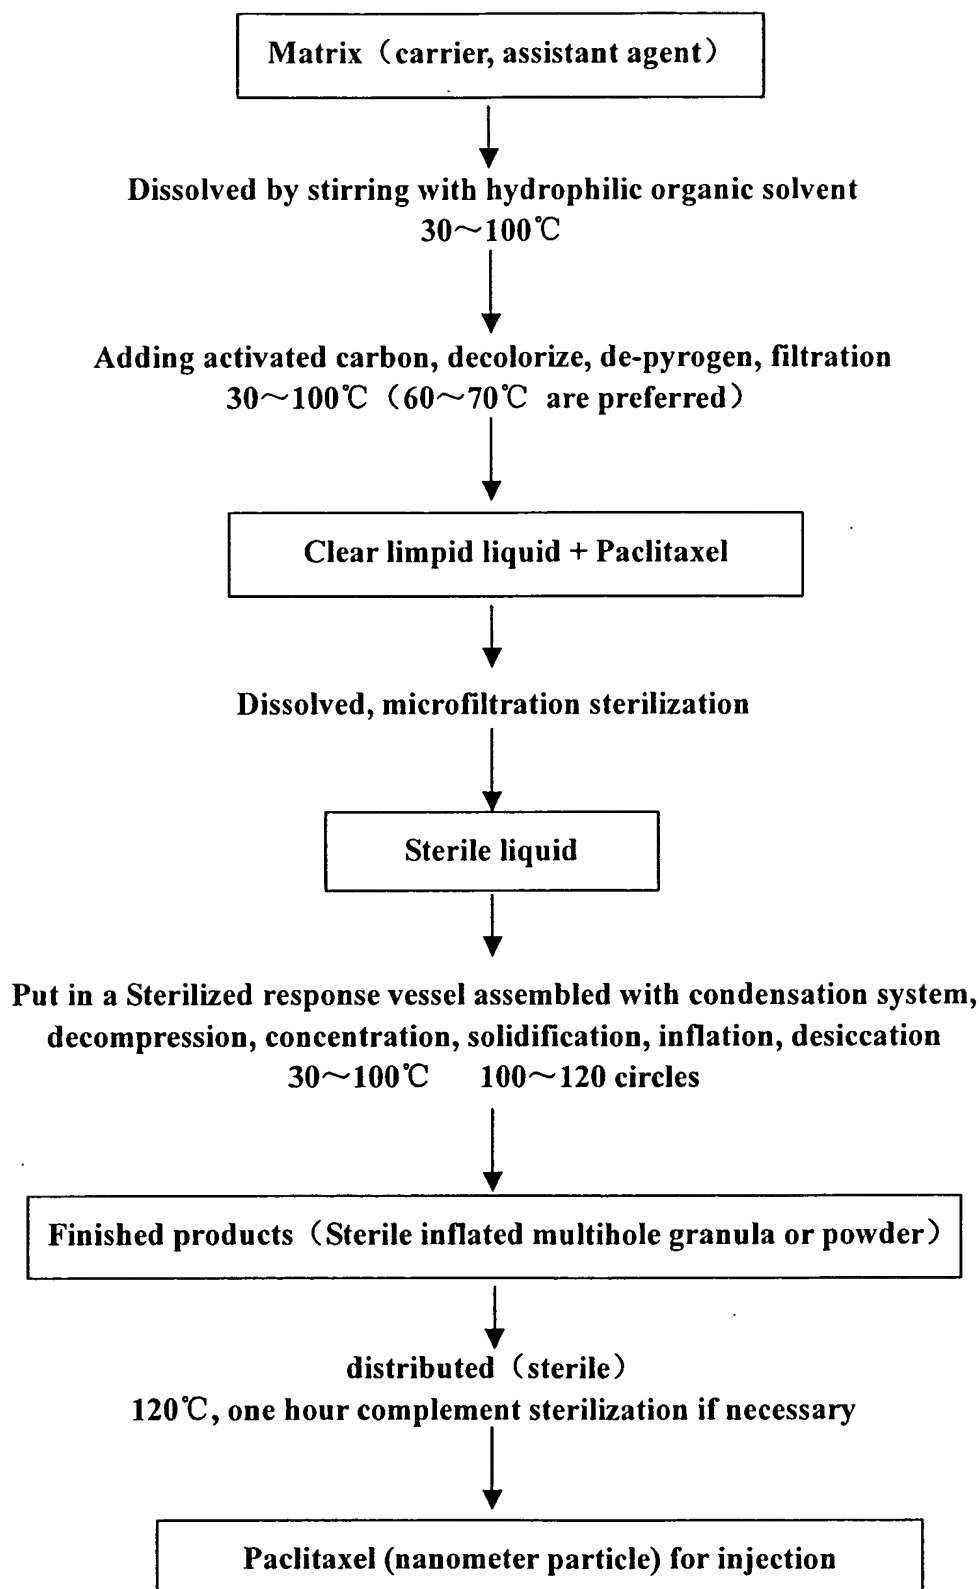 Matrix（carrier, assistant agent）
Dissolved by stirring with hydrophilic organic solvent
30～100℃
Adding activated carbon, decolorize, de-pyrogen, filtration
30～100℃（60～70℃ are preferred）
Clear limpid liquid + Paclitaxel
Dissolved, microfiltration sterilization
Sterile liquid
Put in a Sterilized response vessel assembled with condensation system,
decompression, concentration, solidification, inflation, desiccation
30～100℃ 100～120 circles
Finished products（Sterile inflated multihole granula or powder）
distributed（sterile）
120℃, one hour complement sterilization if necessary
Paclitaxel (nanometer particle) for injection